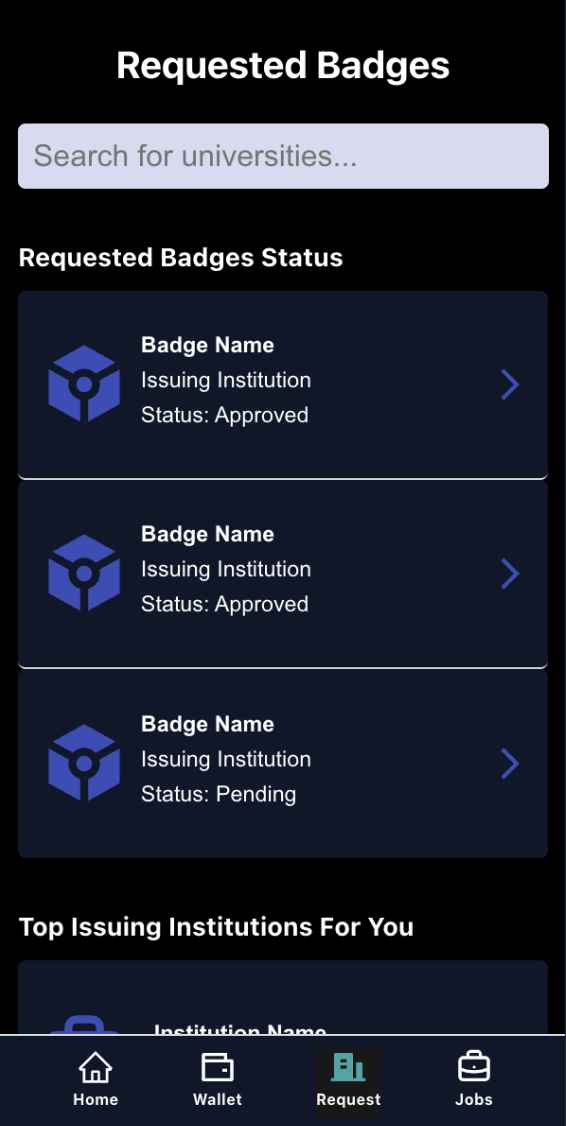 Requested Badges
Search for universities...
Requested Badges Status
Badge Name
Issuing Institution
Status: Approved
Badge Name
Issuing Institution
Status: Approved
Badge Name
Issuing Institution
Status: Pending
Top Issuing Institutions For You
Institution Name
Home
Wallet
Request
Jobs